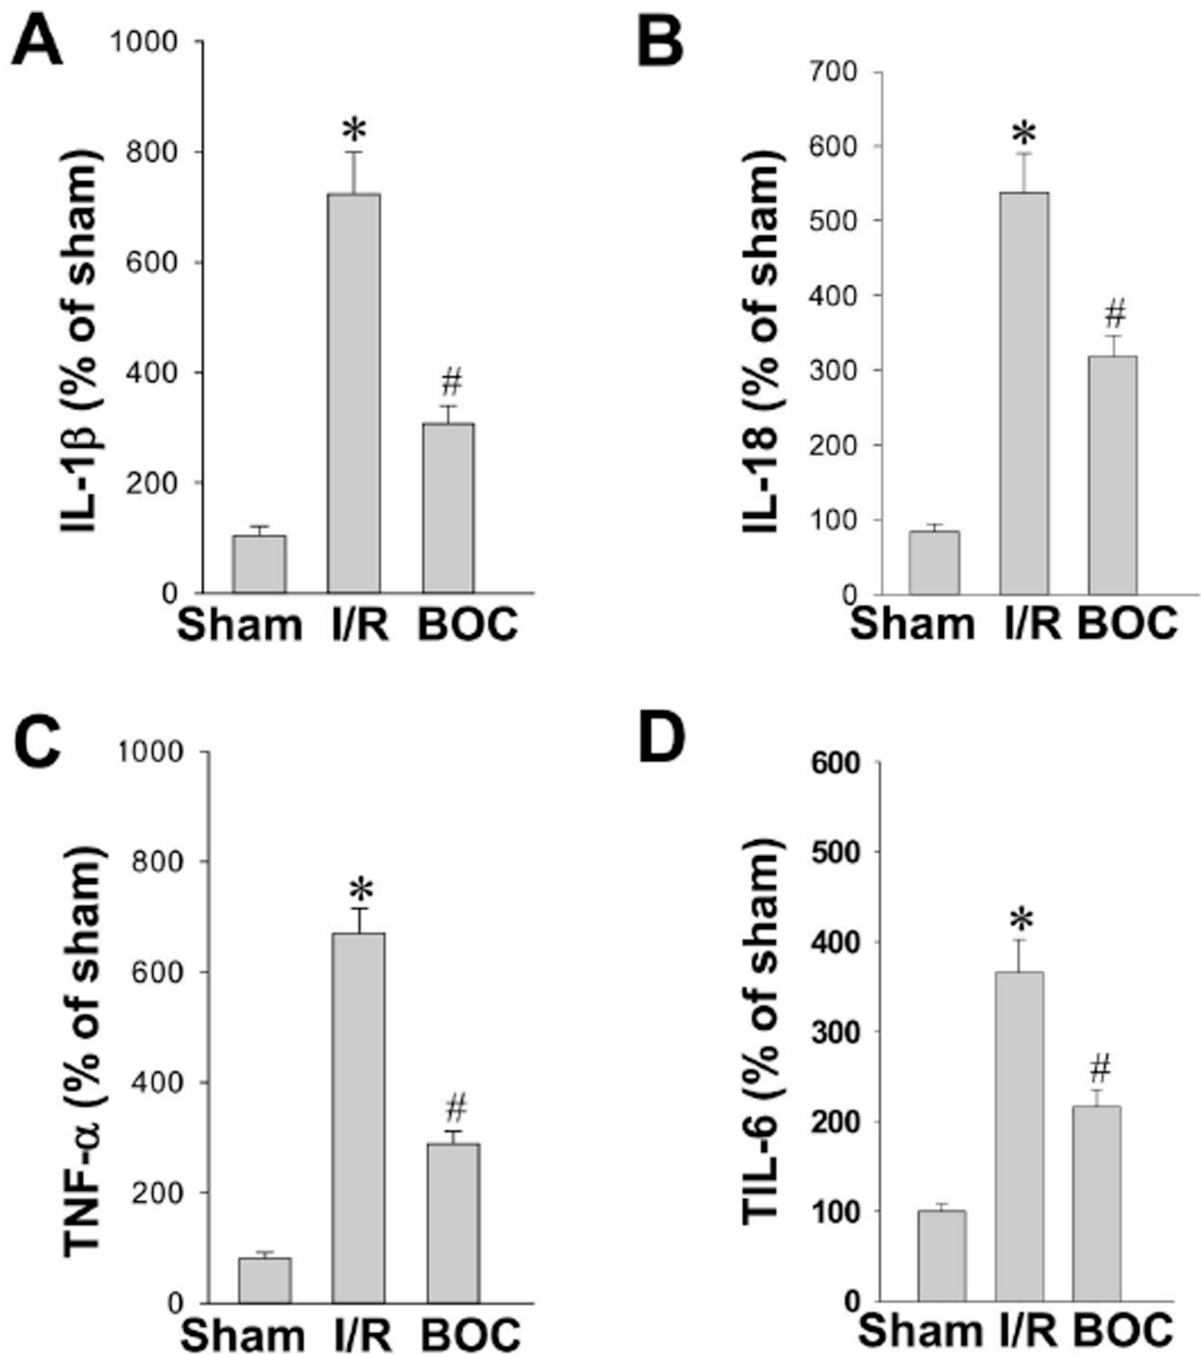 A
IL-1β (% of sham)
1000
800
600
400
200
0
*
#
Sham I/R BOC
B
IL-18 (% of sham)
700
600
500
400
300
200
100
0
*
#
Sham I/R BOC
C
TNF-α (% of sham)
1000
800
600
400
200
0
*
#
Sham I/R BOC
D
TIL-6 (% of sham)
600
500
400
300
200
100
0
*
#
Sham I/R BOC